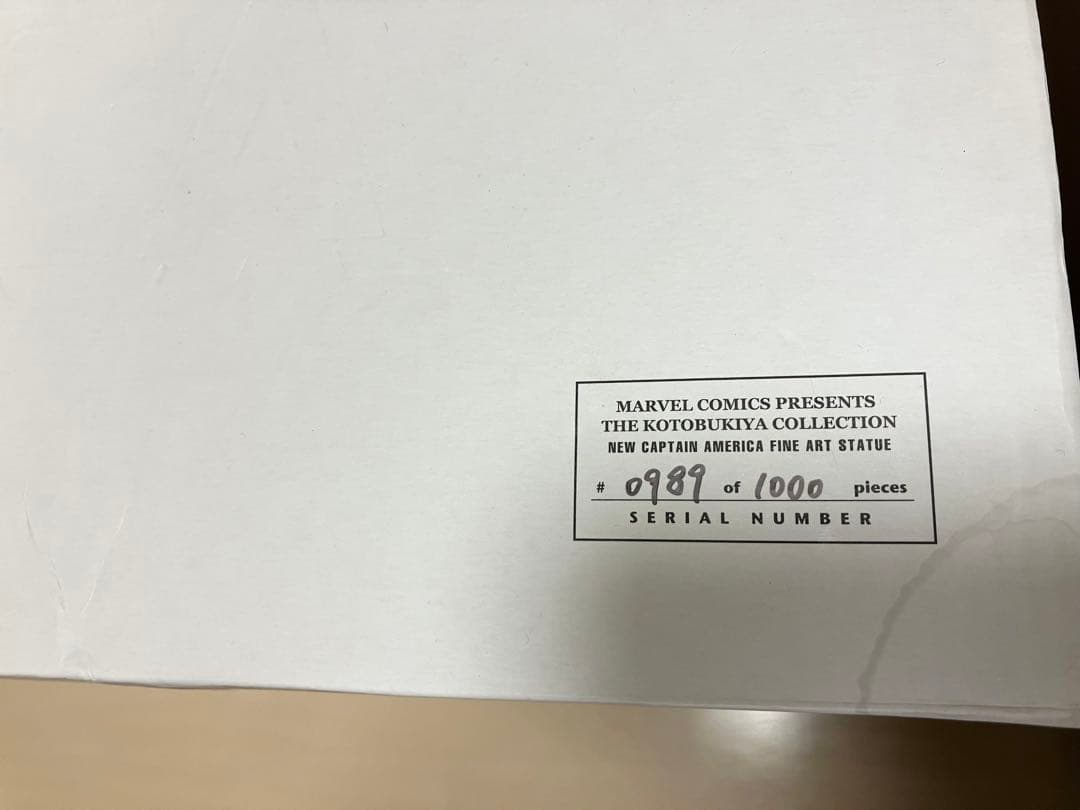 MARVEL COMICS PRESENTS
THE KOTOBUKIYA COLLECTION
NEW CAPTAIN AMERICA FINE ART STATUE
# 0989 of 1000 pieces
SERIAL NUMBER